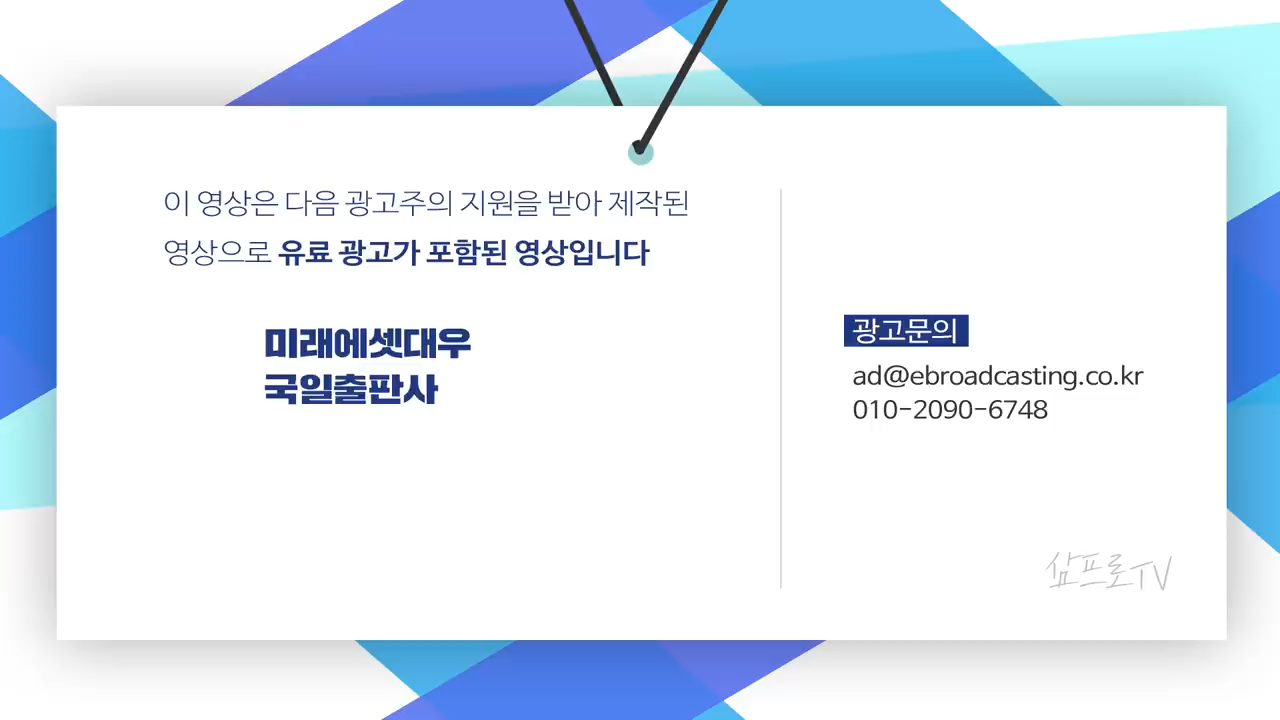 이 영상은 다음 광고주의 지원을 받아 제작된
영상으로 유료 광고가 포함된 영상입니다
미래에셋대우
국일출판사
광고문의
ad@ebroadcasting.co.kr
010-2090-6748
삼프로TV